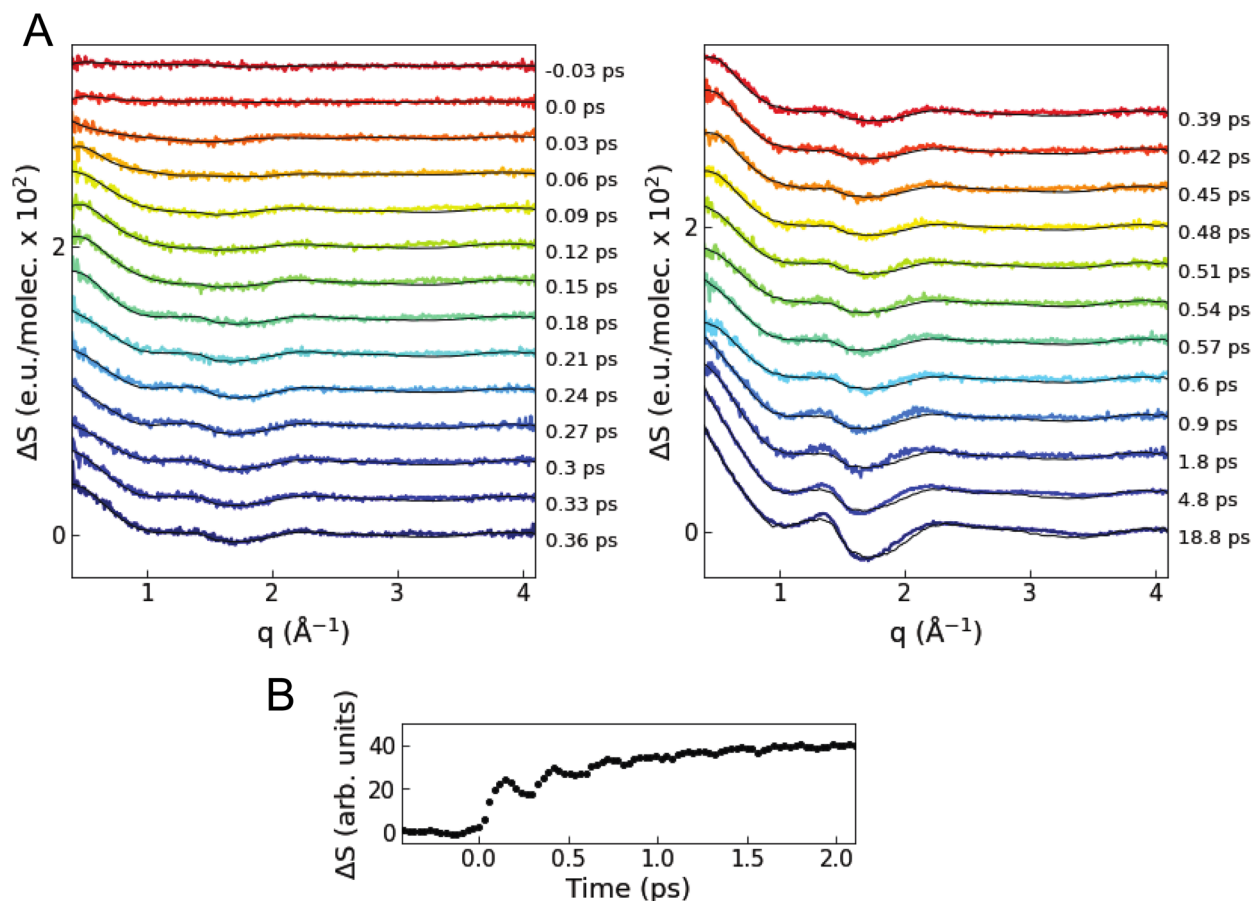 A
ΔS (e.u./molec. x 10²)
2
0
-0.03 ps
0.0 ps
0.03 ps
0.06 ps
0.09 ps
0.12 ps
0.15 ps
0.18 ps
0.21 ps
0.24 ps
0.27 ps
0.3 ps
0.33 ps
0.36 ps
1 2 3 4
q (Å⁻¹)
ΔS (e.u./molec. x 10²)
2
0
0.39 ps
0.42 ps
0.45 ps
0.48 ps
0.51 ps
0.54 ps
0.57 ps
0.6 ps
0.9 ps
1.8 ps
4.8 ps
18.8 ps
1 2 3 4
q (Å⁻¹)
B
ΔS (arb. units)
40
20
0
0.0 0.5 1.0 1.5 2.0
Time (ps)